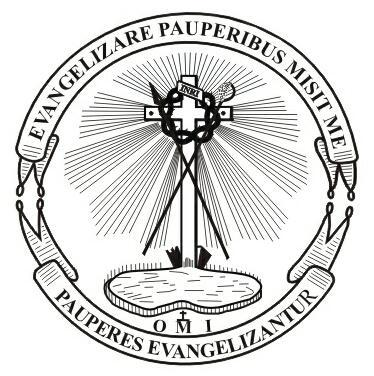 EVANGELIZARE PAUPERIBUS MISIT ME
INRI
O M I
PAUPERES EVANGELIZANTUR